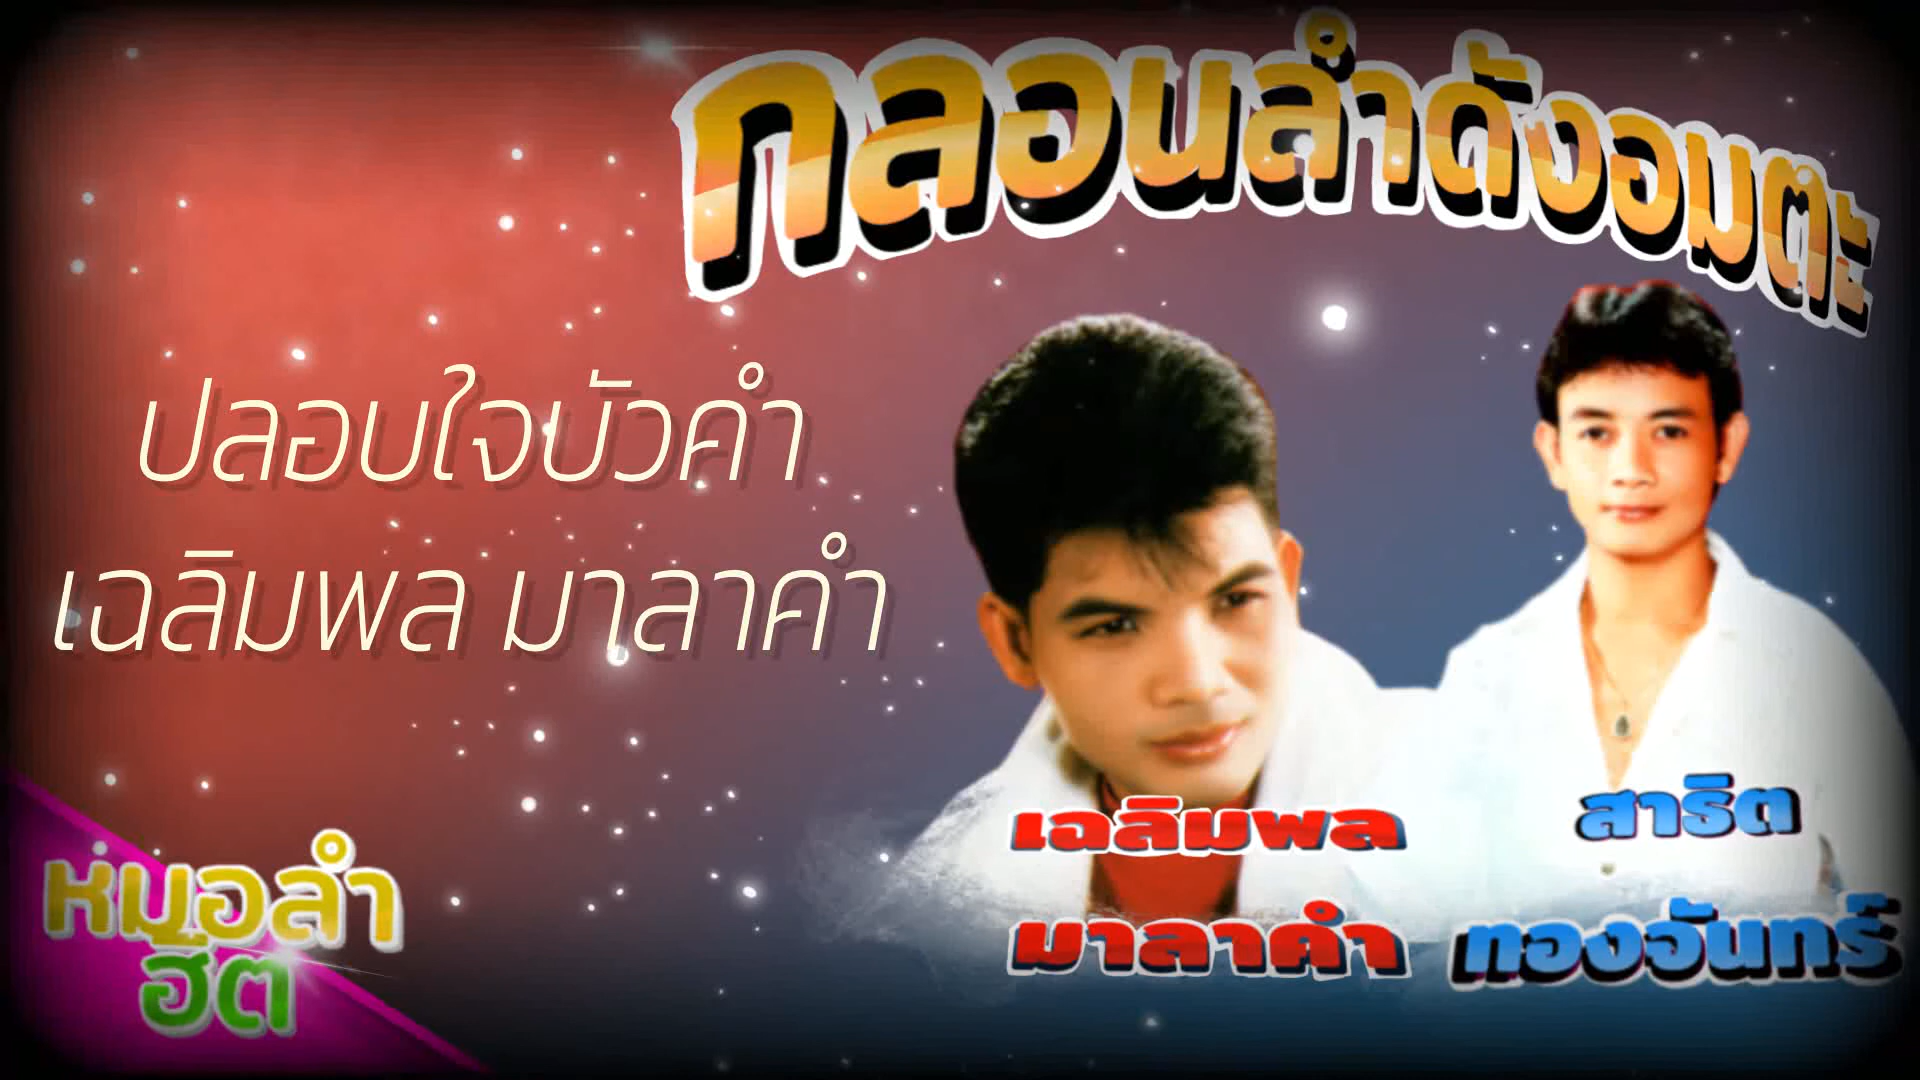 กลอนลำดังอมตะ
ปลอบใจบัวคำ
เฉลิมพล มาลาคำ
เฉลิมพล
มาลาคำ
สาธิต
ทองจันทร์
หมอลำ
ฮิต